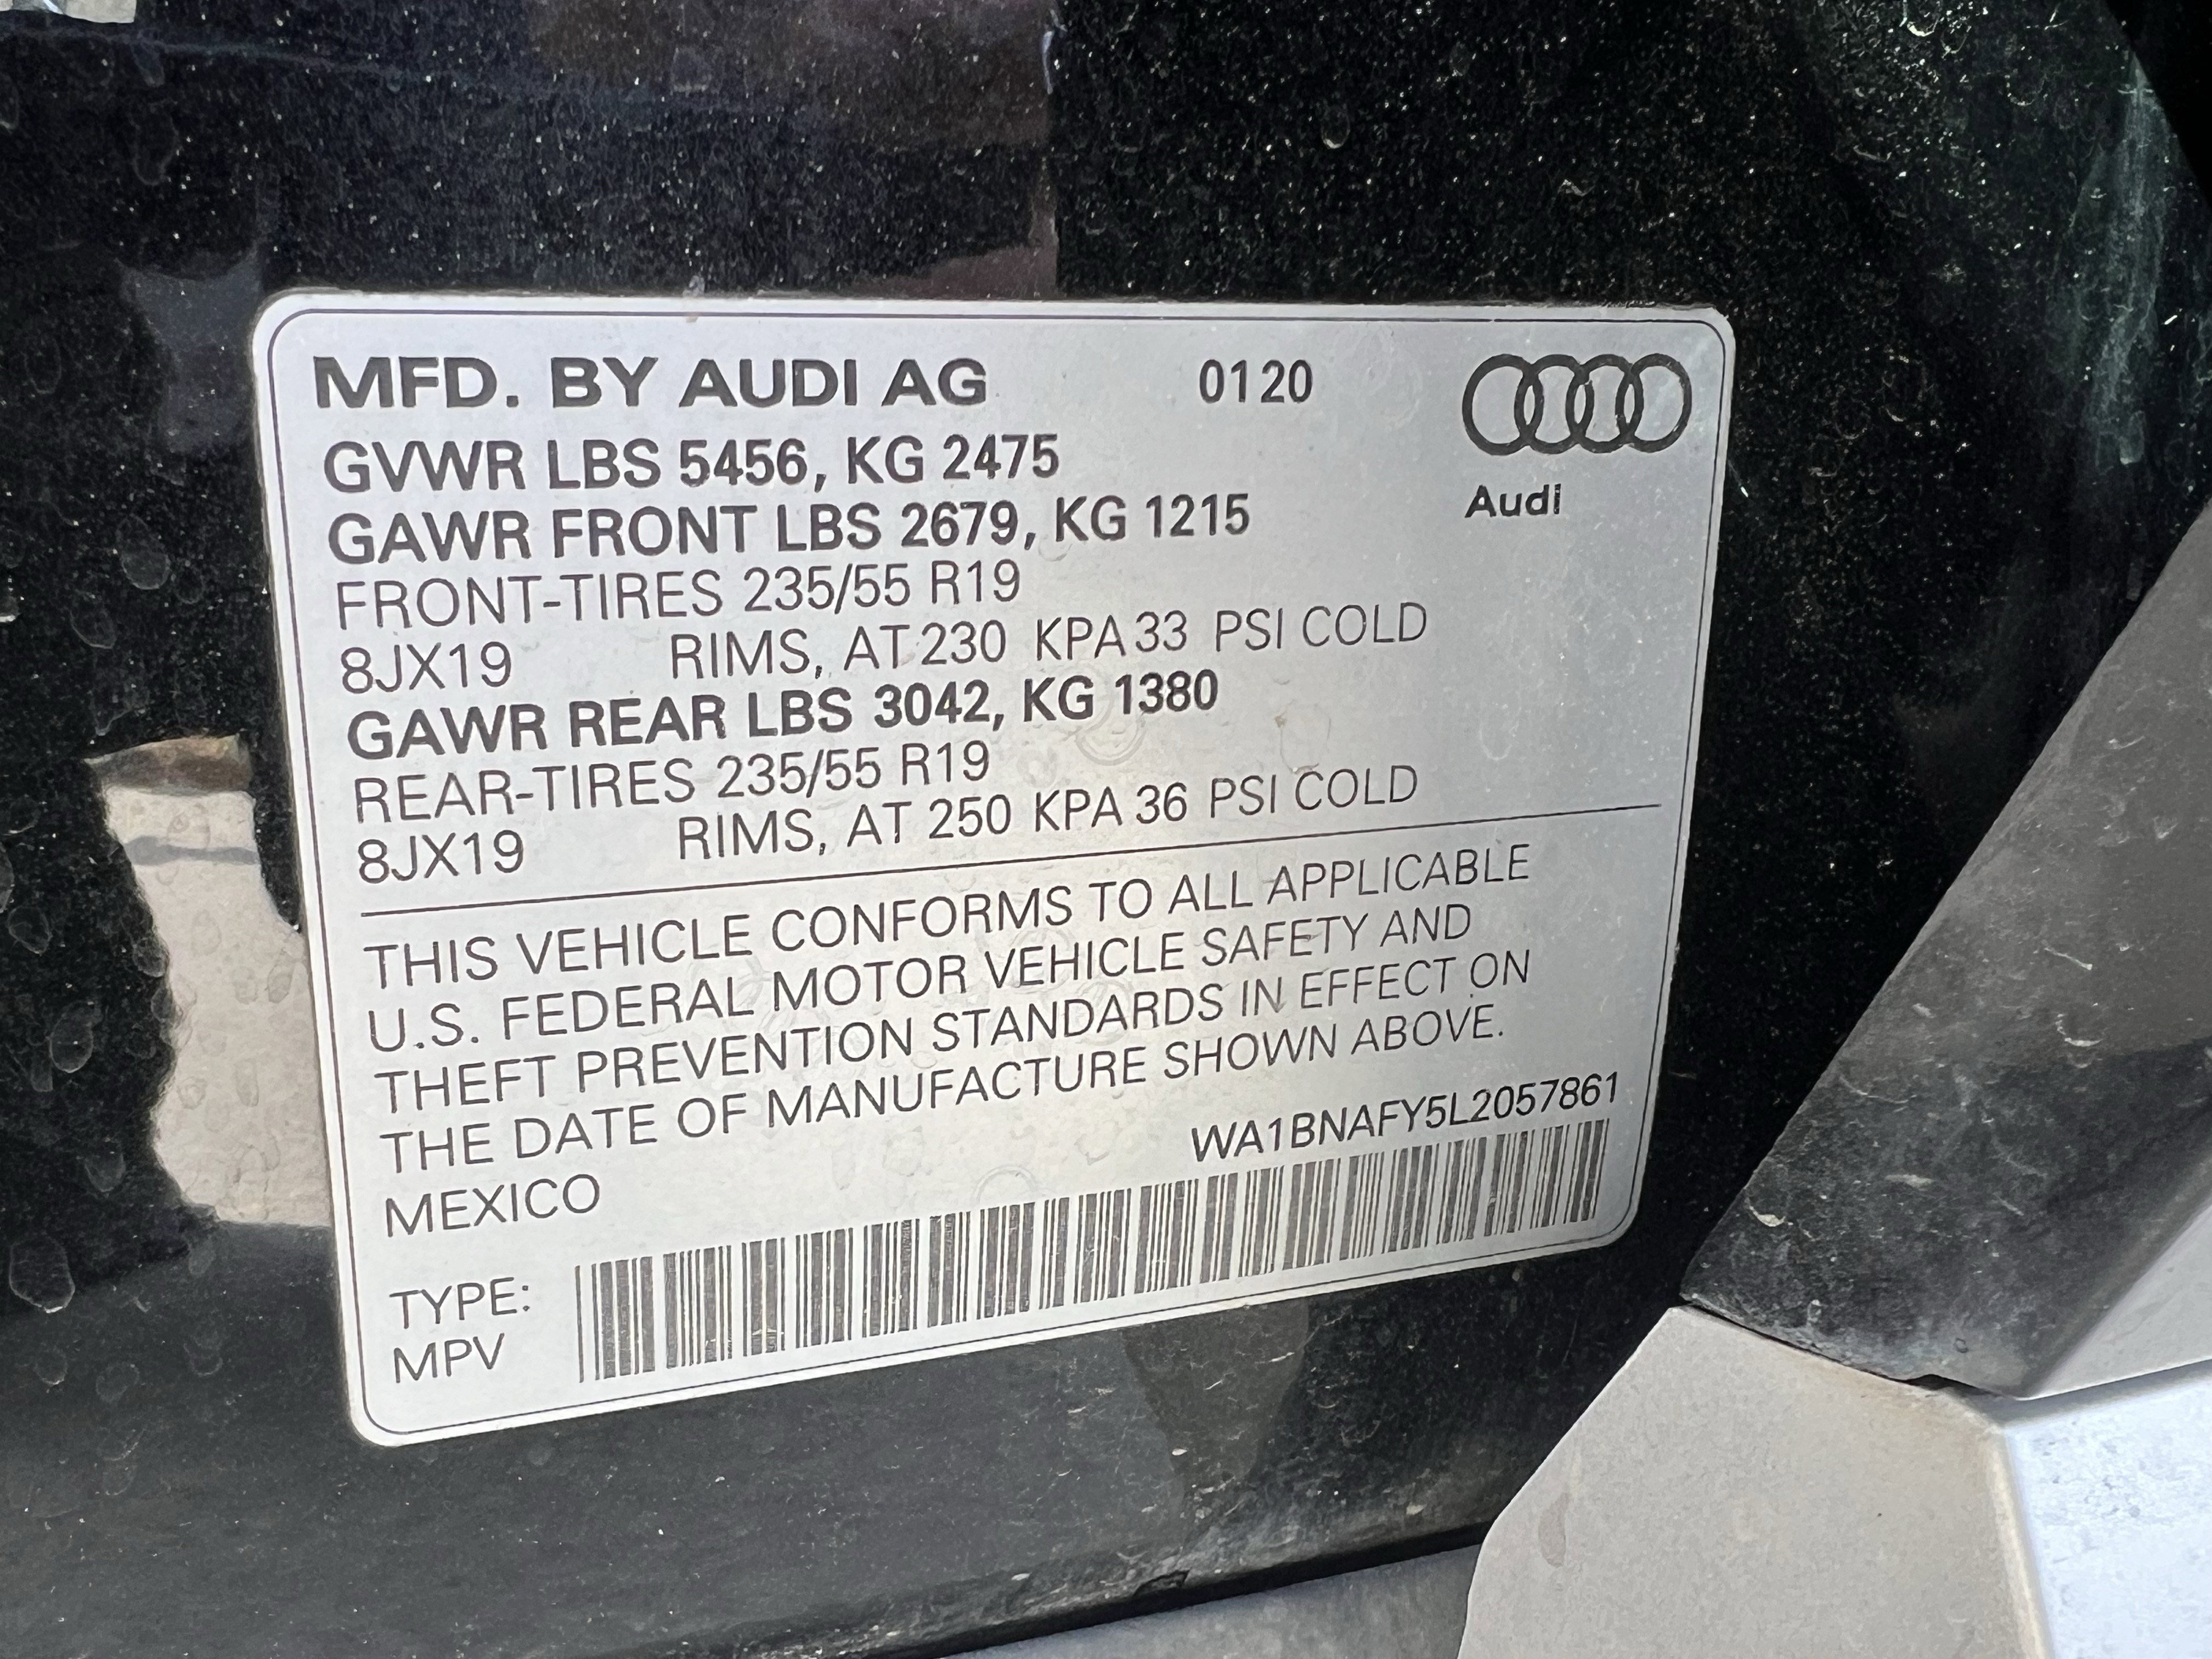 MFD. BY AUDI AG 0120
GVWR LBS 5456, KG 2475
Audi
GAWR FRONT LBS 2679, KG 1215
FRONT-TIRES 235/55 R19
8JX19 RIMS, AT 230 KPA 33 PSI COLD
GAWR REAR LBS 3042, KG 1380
REAR-TIRES 235/55 R19
8JX19 RIMS, AT 250 KPA 36 PSI COLD
THIS VEHICLE CONFORMS TO ALL APPLICABLE
U.S. FEDERAL MOTOR VEHICLE SAFETY AND
THEFT PREVENTION STANDARDS IN EFFECT ON
THE DATE OF MANUFACTURE SHOWN ABOVE.
WA1BNAFY5L2057861
MEXICO
TYPE:
MPV